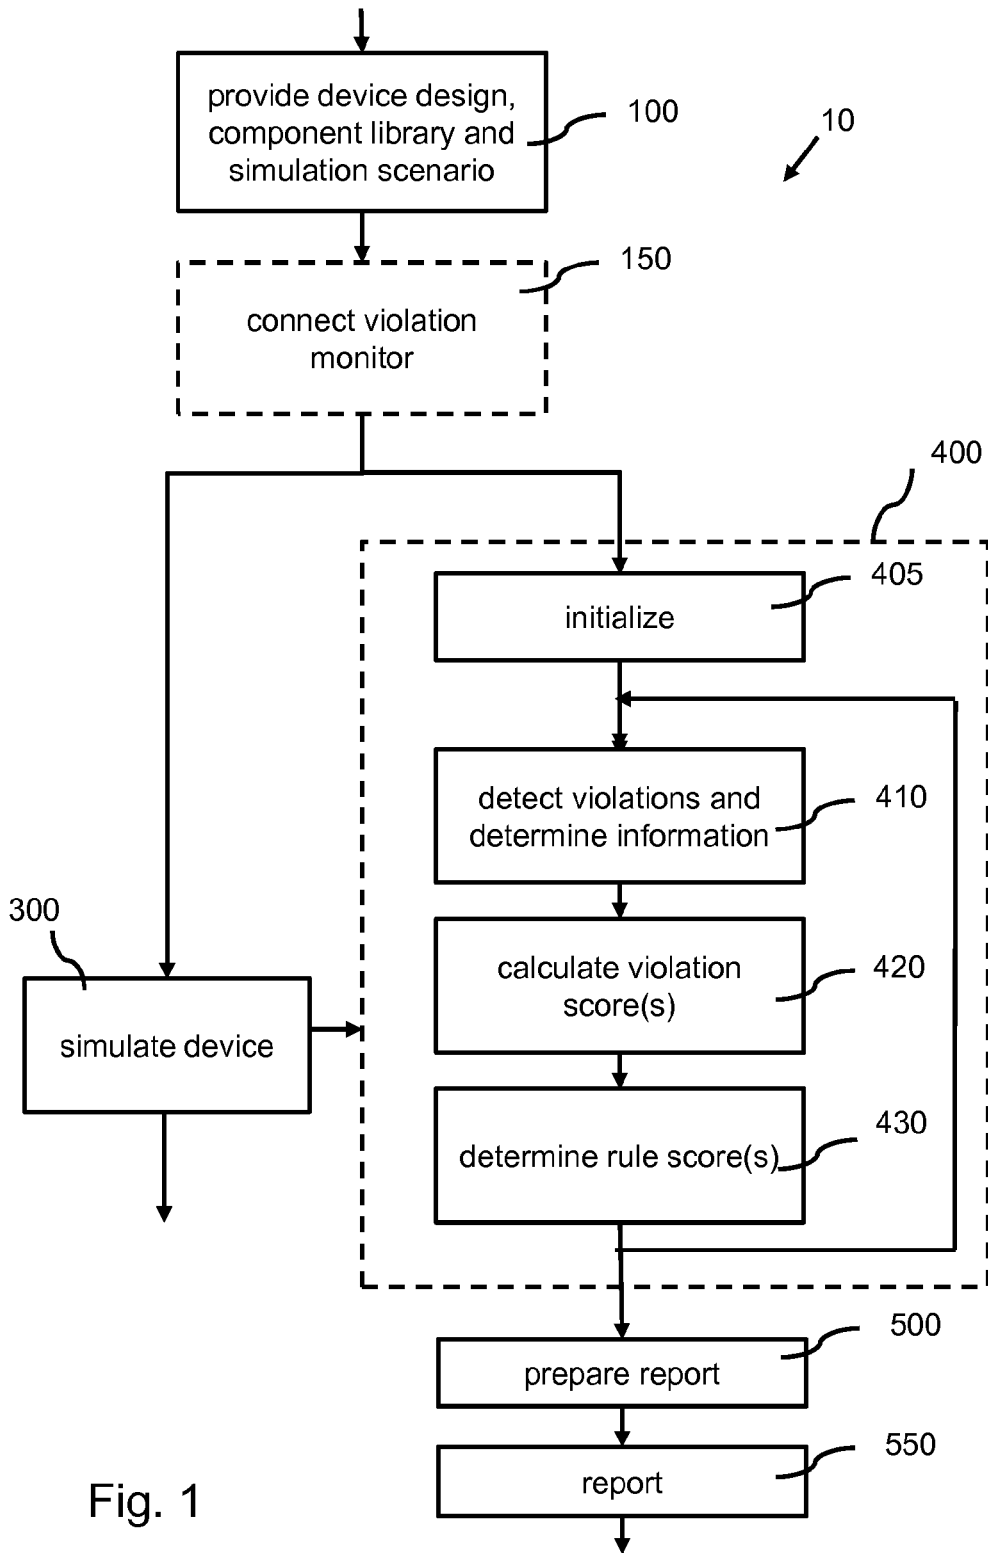 provide device design,
component library and
simulation scenario
100
10
150
connect violation
monitor
400
405
initialize
detect violations and
determine information
410
300
calculate violation
score(s)
420
simulate device
430
determine rule score(s)
500
prepare report
550
report
Fig. 1